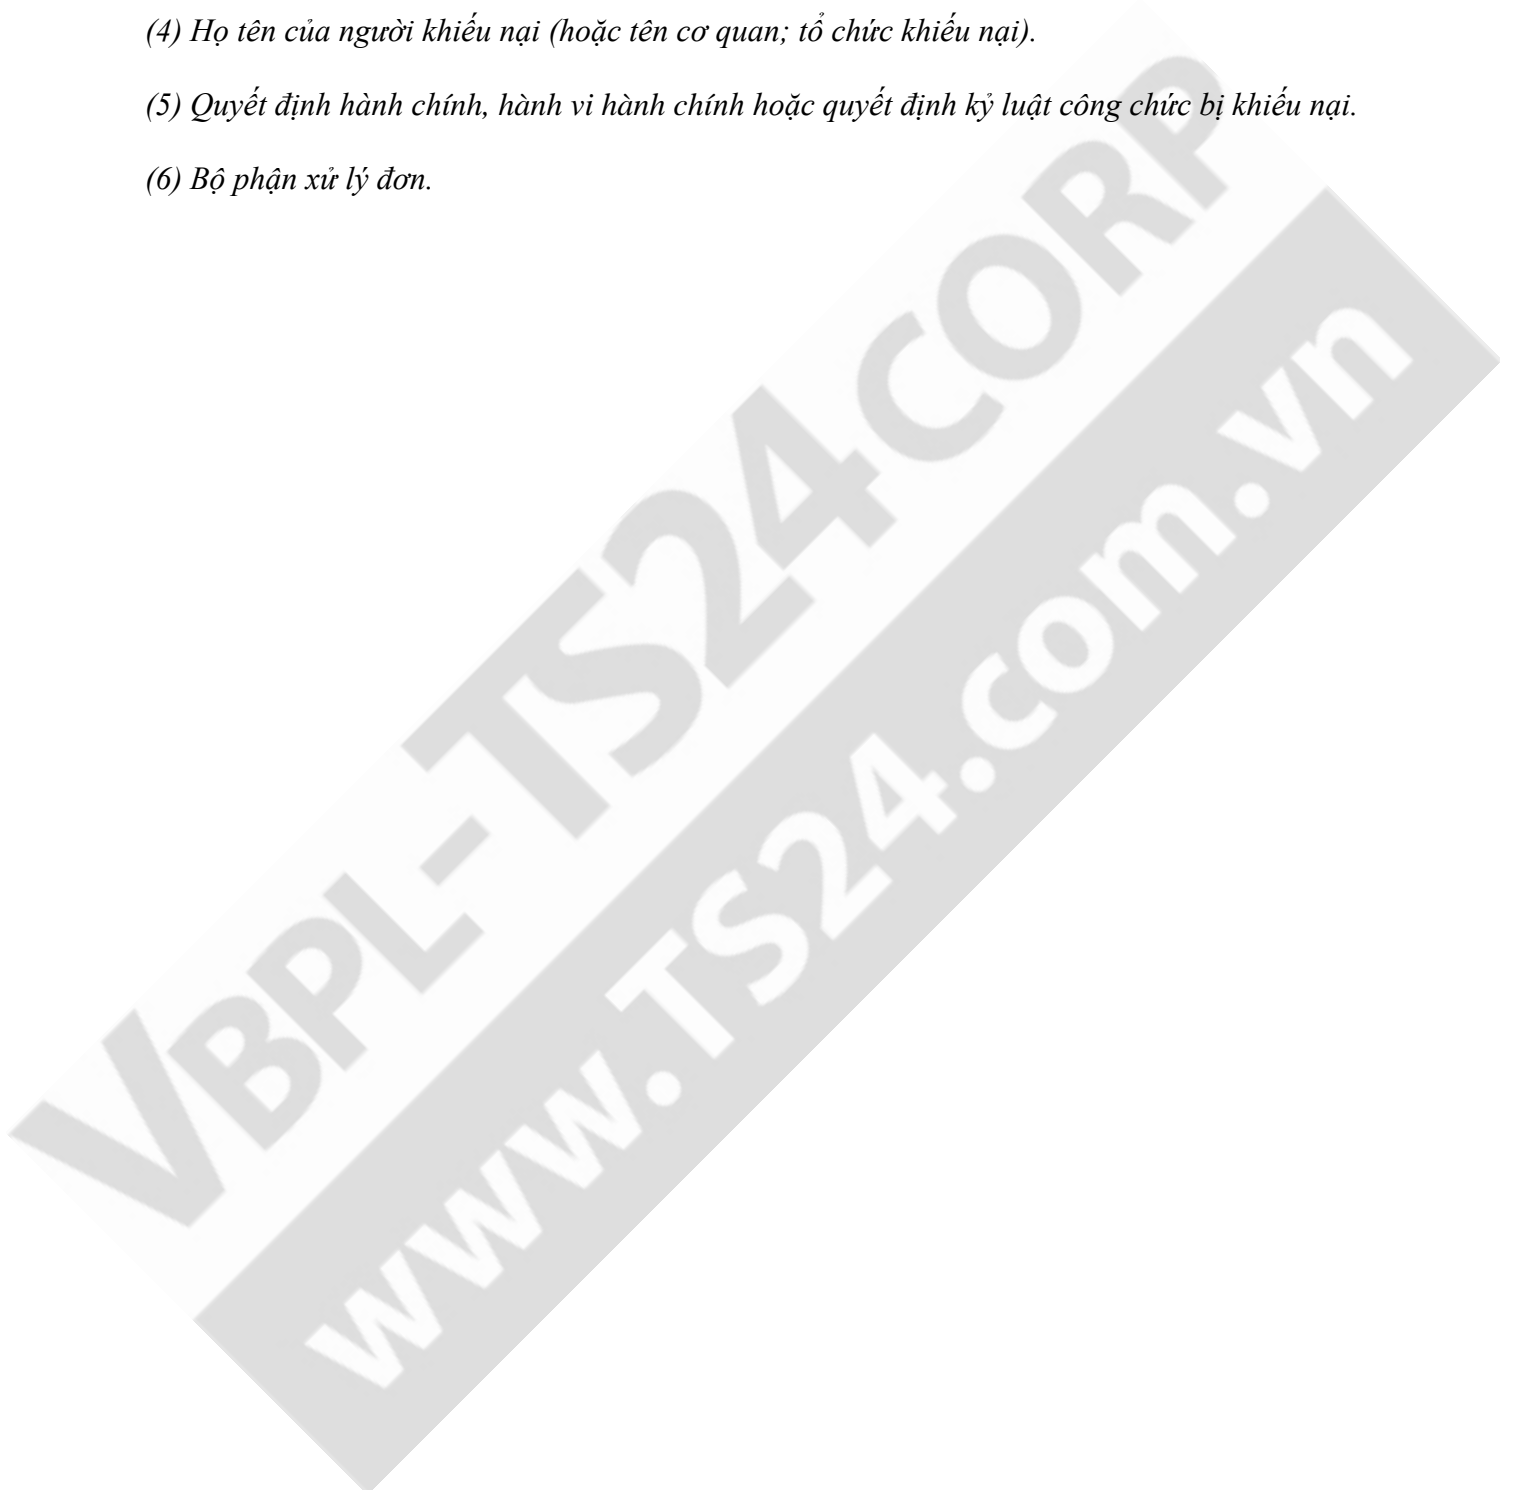 (4) Họ tên của người khiếu nại (hoặc tên cơ quan; tổ chức khiếu nại).
(5) Quyết định hành chính, hành vi hành chính hoặc quyết định kỷ luật công chức bị khiếu nại.
(6) Bộ phận xử lý đơn.
VBPL-TS24CORP
www.TS24.com.vn